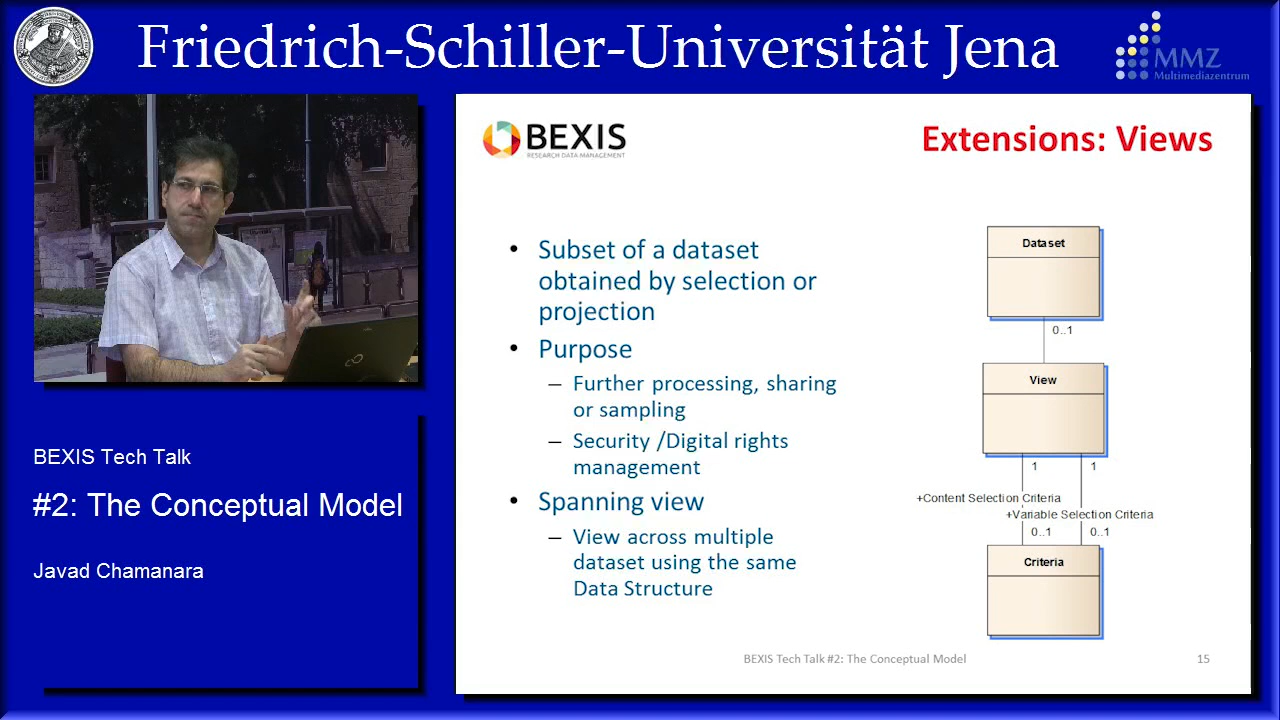 Friedrich-Schiller-Universität Jena
MMZ
Multimediazentrum
BEXIS Tech Talk
#2: The Conceptual Model
Javad Chamanara
BEXIS
RESEARCH DATA MANAGEMENT
Extensions: Views
• Subset of a dataset
obtained by selection or
projection
• Purpose
– Further processing, sharing
or sampling
– Security /Digital rights
management
• Spanning view
– View across multiple
dataset using the same
Data Structure
Dataset
0..1
View
1 1
+Content Selection Criteria
+Variable Selection Criteria
0..1 0..1
Criteria
BEXIS Tech Talk #2: The Conceptual Model 15